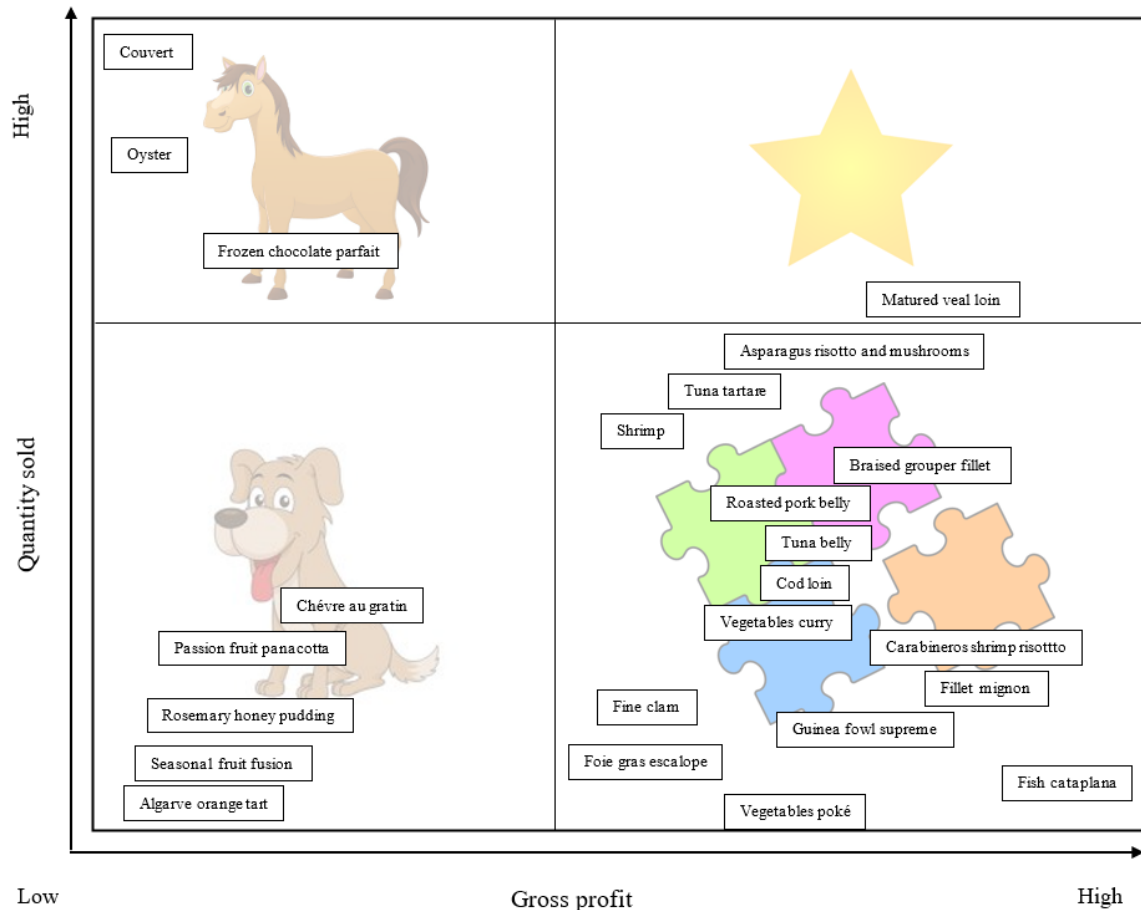 Couvert
High
Oyster
Frozen chocolate parfait
Matured veal loin
Asparagus risotto and mushrooms
Tuna tartare
Shrimp
Braised grouper fillet
Quantity sold
Roasted pork belly
Tuna belly
Cod loin
Chévre au gratin
Vegetables curry
Passion fruit panacotta
Carabineros shrimp risottto
Fillet mignon
Fine clam
Rosemary honey pudding
Guinea fowl supreme
Seasonal fruit fusion
Foie gras escalope
Fish cataplana
Algarve orange tart
Vegetables poké
Low
Gross profit
High